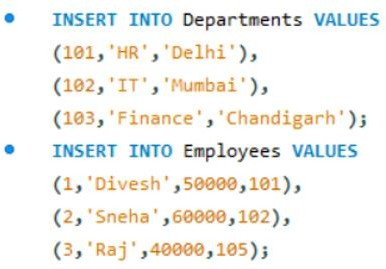 INSERT INTO Departments VALUES
(101,'HR','Delhi'),
(102,'IT','Mumbai'),
(103,'Finance','Chandigarh');
INSERT INTO Employees VALUES
(1,'Divesh',50000,101),
(2,'Sneha',60000,102),
(3,'Raj',40000,105);